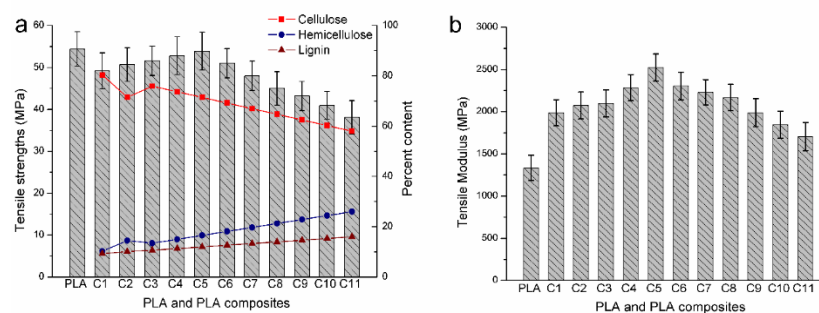 a
Cellulose
Hemicellulose
Lignin
60
50
40
30
20
10
0
Tensile strengths (MPa)
100
80
60
40
20
0
Percent content
PLA C1 C2 C3 C4 C5 C6 C7 C8 C9 C10 C11
PLA and PLA composites
b
3000
2500
2000
1500
1000
500
0
Tensile Modulus (MPa)
PLA C1 C2 C3 C4 C5 C6 C7 C8 C9 C10 C11
PLA and PLA composites